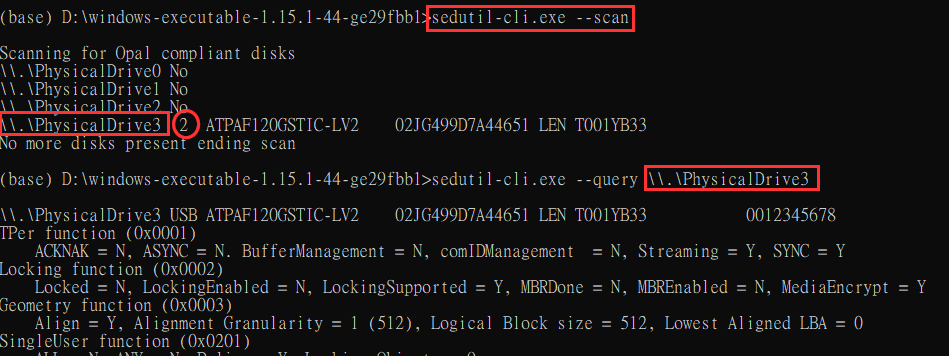 (base) D:\windows-executable-1.15.1-44-ge29fbb1>sedutil-cli.exe --scan
Scanning for Opal compliant disks
\\.\PhysicalDrive0 No
\\.\PhysicalDrive1 No
\\.\PhysicalDrive2 No
\\.\PhysicalDrive3 2 ATPAF120GSTIC-LV2 02JG499D7A44651 LEN T001YB33
No more disks present ending scan
(base) D:\windows-executable-1.15.1-44-ge29fbb1>sedutil-cli.exe --query \\.\PhysicalDrive3
\\.\PhysicalDrive3 USB ATPAF120GSTIC-LV2 02JG499D7A44651 LEN T001YB33 0012345678
TPer function (0x0001)
ACKNAK = N, ASYNC = N. BufferManagement = N, comIDManagement = N, Streaming = Y, SYNC = Y
Locking function (0x0002)
Locked = N, LockingEnabled = N, LockingSupported = Y, MBRDone = N, MBREnabled = N, MediaEncrypt = Y
Geometry function (0x0003)
Align = Y, Alignment Granularity = 1 (512), Logical Block size = 512, Lowest Aligned LBA = 0
SingleUser function (0x0201)